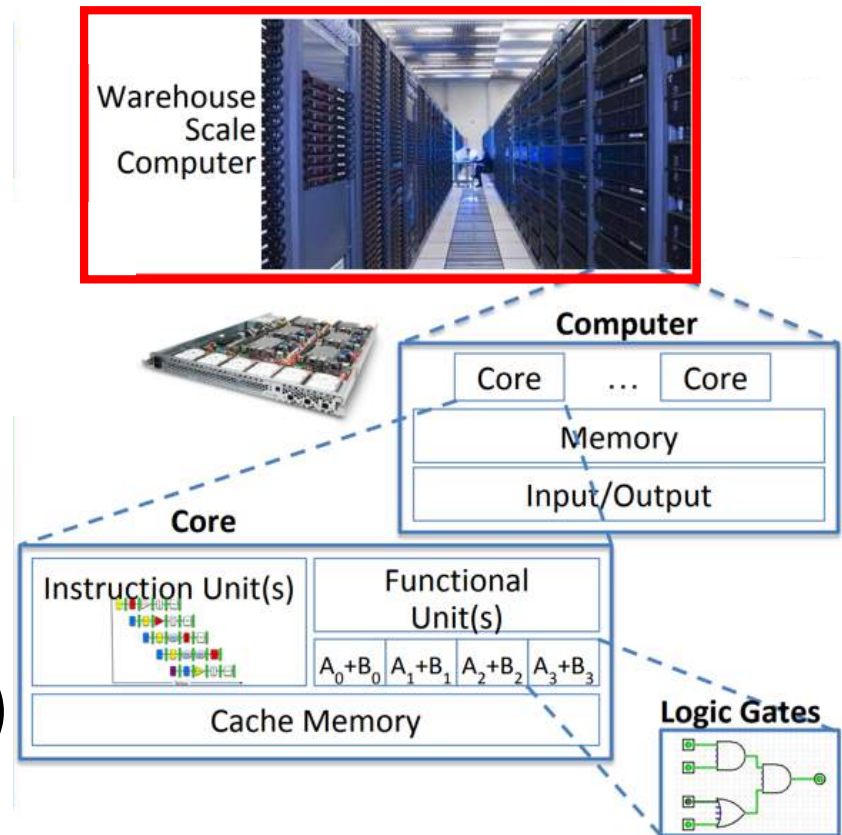 Warehouse
Scale
Computer
Computer
Core … Core
Memory
Input/Output
Core
Instruction Unit(s)
Functional
Unit(s)
A₀+B₀ A₁+B₁ A₂+B₂ A₃+B₃
Cache Memory
Logic Gates
)